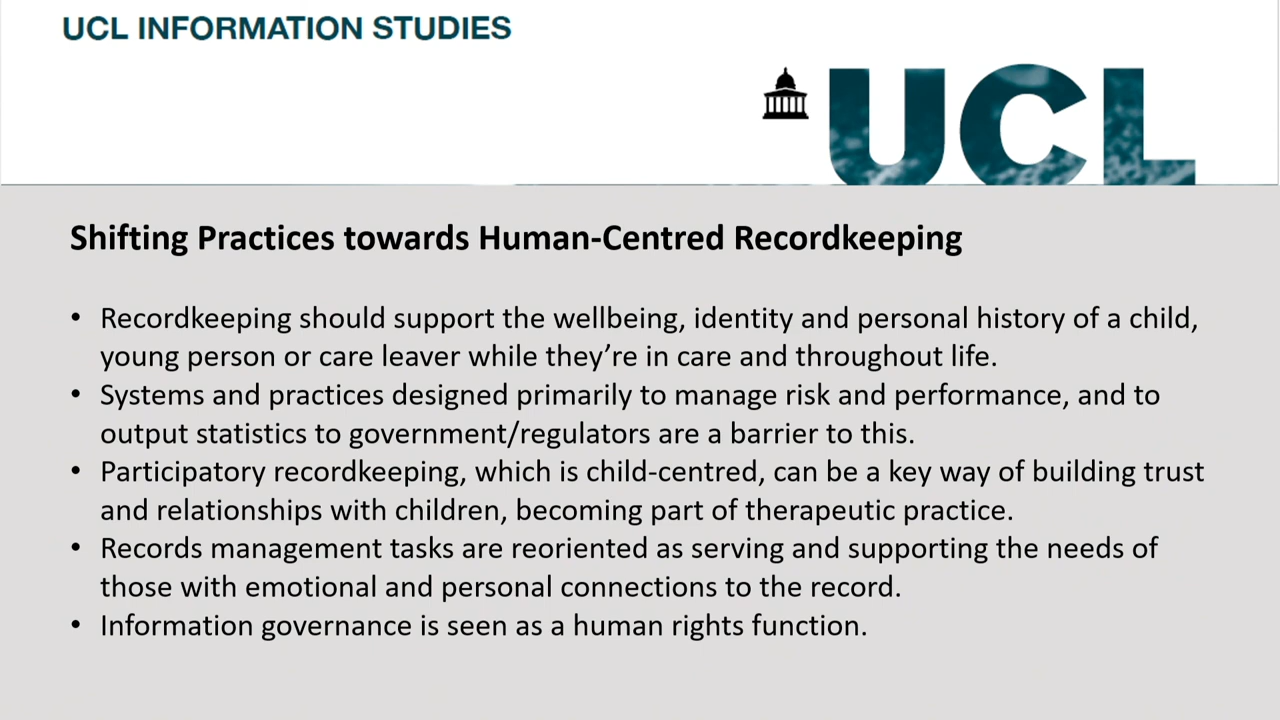 UCL INFORMATION STUDIES
UCL
Shifting Practices towards Human-Centred Recordkeeping
• Recordkeeping should support the wellbeing, identity and personal history of a child,
young person or care leaver while they’re in care and throughout life.
• Systems and practices designed primarily to manage risk and performance, and to
output statistics to government/regulators are a barrier to this.
• Participatory recordkeeping, which is child-centred, can be a key way of building trust
and relationships with children, becoming part of therapeutic practice.
• Records management tasks are reoriented as serving and supporting the needs of
those with emotional and personal connections to the record.
• Information governance is seen as a human rights function.